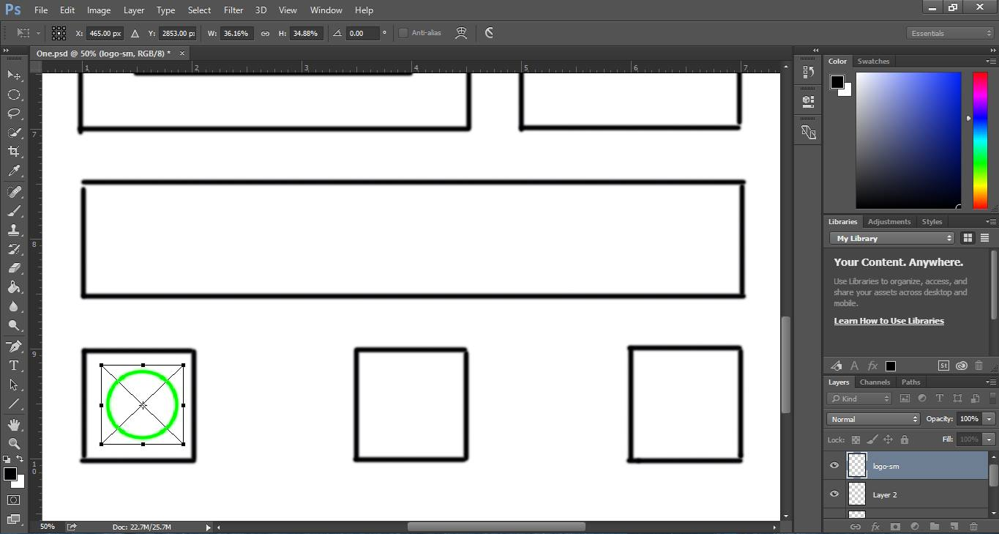 Ps File Edit Image Layer Type Select Filter 3D View Window Help
X: 465.00 px Y: 2853.00 px W: 36.16% H: 34.88% 0.00 ° Anti-alias Essentials
One.psd @ 50% (logo-sm, RGB/8) * ×
1 2 3 4 5 6 7
7
8
9
10
Color Swatches
Libraries Adjustments Styles
My Library
Your Content. Anywhere.
Use Libraries to organize, access, and
share your assets across desktop and
mobile.
Learn How to Use Libraries
St
Layers Channels Paths
Kind
Normal Opacity: 100%
Lock: Fill: 100%
logo-sm
Layer 2
50% Doc: 22.7M/25.7M